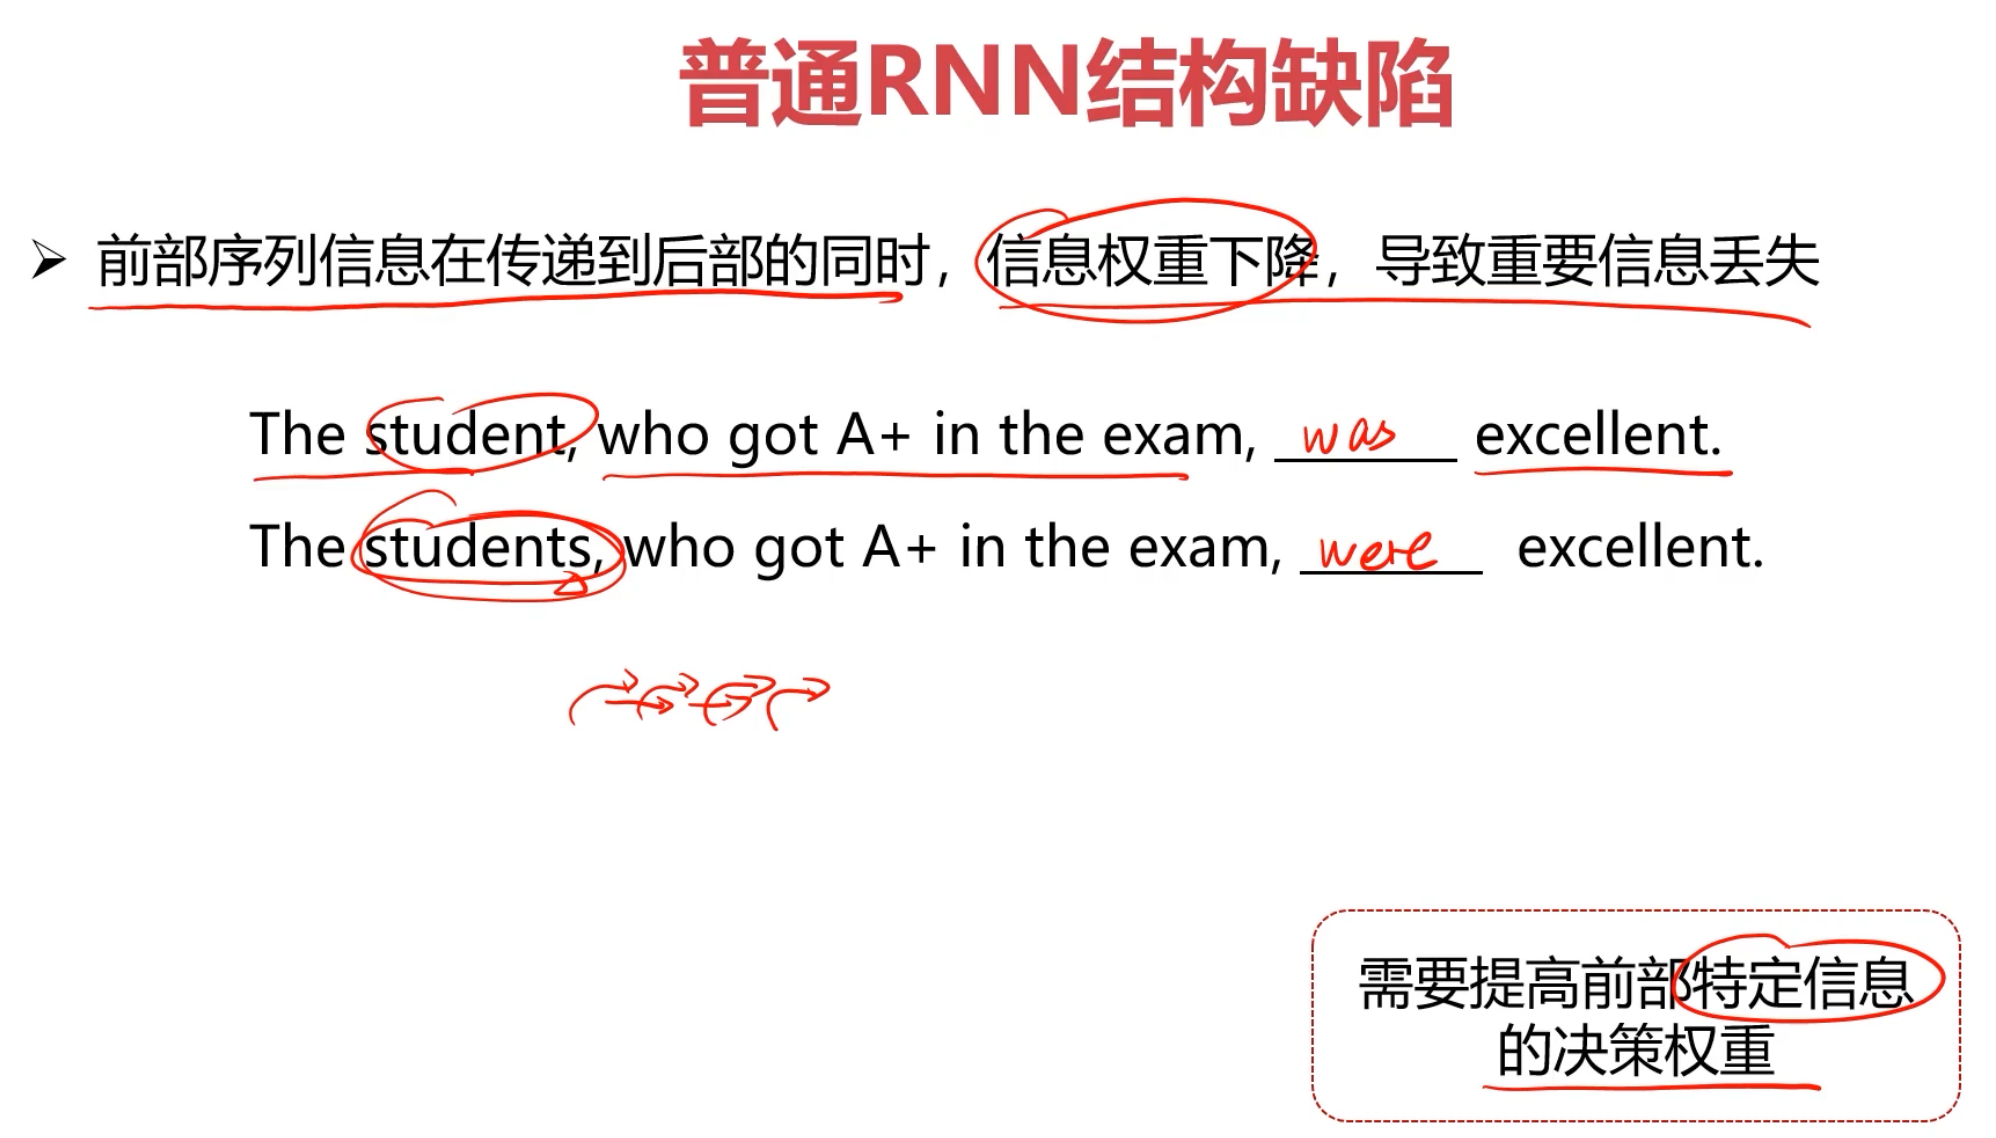 普通RNN结构缺陷
➢ 前部序列信息在传递到后部的同时，信息权重下降，导致重要信息丢失
The student, who got A+ in the exam, was excellent.
The students, who got A+ in the exam, were excellent.
需要提高前部特定信息
的决策权重